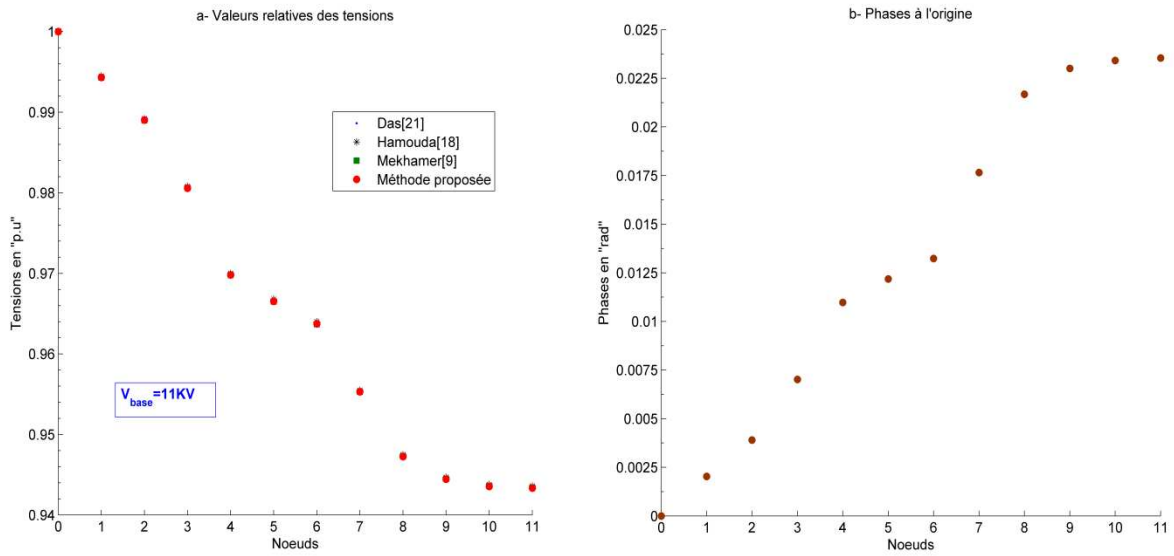 a- Valeurs relatives des tensions
1
0.99
0.98
0.97
0.96
0.95
0.94
Tensions en "p.u"
Das[21]
Hamouda[18]
Mekhamer[9]
Méthode proposée
V_base=11KV
0 1 2 3 4 5 6 7 8 9 10 11
Noeuds
b- Phases à l'origine
0.025
0.0225
0.02
0.0175
0.015
0.0125
0.01
0.0075
0.005
0.0025
0
Phases en "rad"
0 1 2 3 4 5 6 7 8 9 10 11
Noeuds